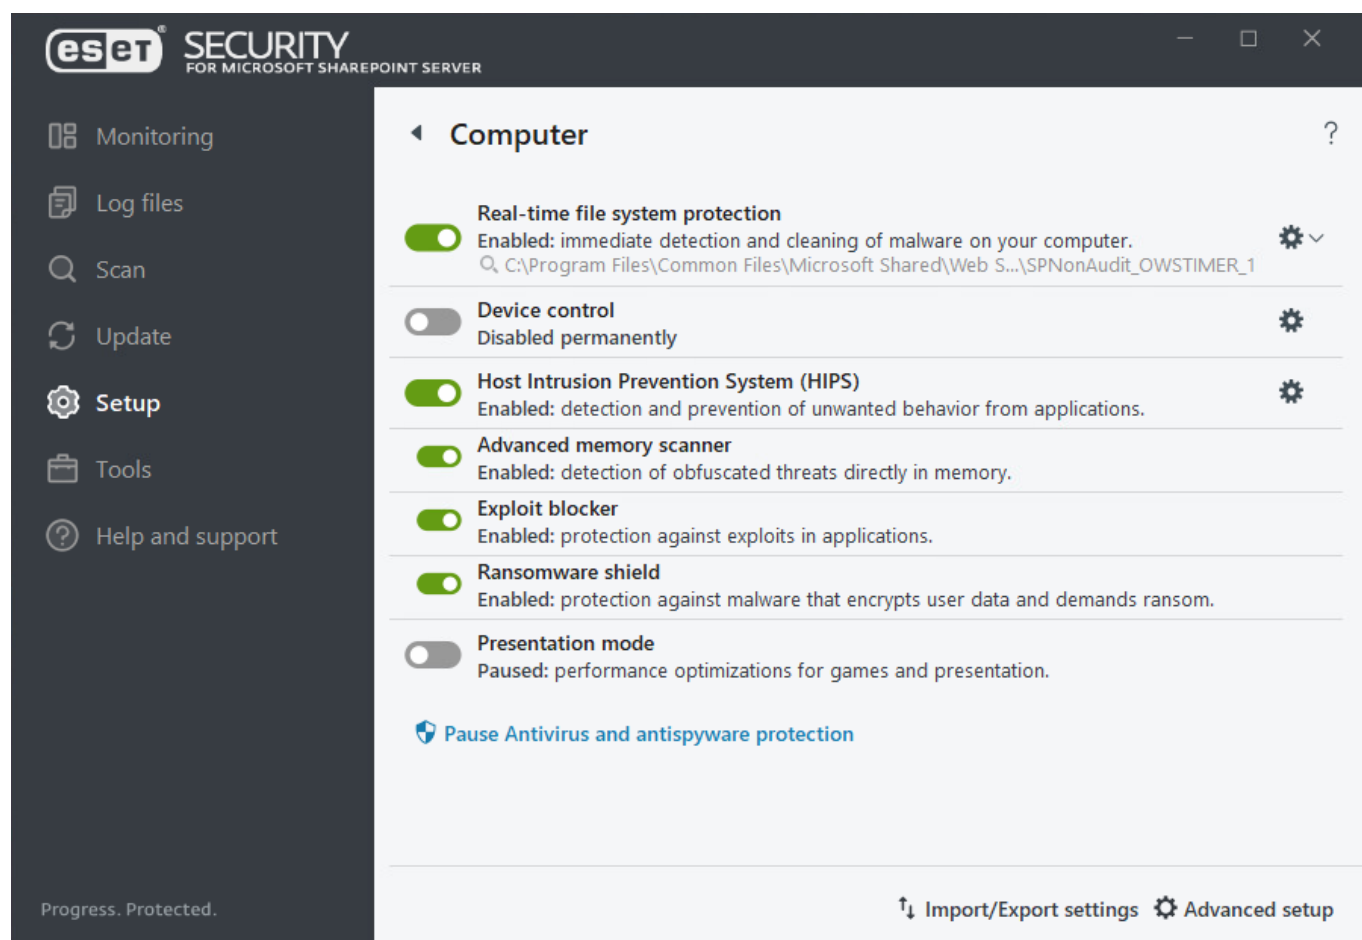 eset® SECURITY
FOR MICROSOFT SHAREPOINT SERVER
Monitoring
Log files
Scan
Update
Setup
Tools
Help and support
Progress. Protected.
Computer
?
Real-time file system protection
Enabled: immediate detection and cleaning of malware on your computer.
C:\Program Files\Common Files\Microsoft Shared\Web S...\SPNonAudit_OWSTIMER_1
Device control
Disabled permanently
Host Intrusion Prevention System (HIPS)
Enabled: detection and prevention of unwanted behavior from applications.
Advanced memory scanner
Enabled: detection of obfuscated threats directly in memory.
Exploit blocker
Enabled: protection against exploits in applications.
Ransomware shield
Enabled: protection against malware that encrypts user data and demands ransom.
Presentation mode
Paused: performance optimizations for games and presentation.
Pause Antivirus and antispyware protection
Import/Export settings Advanced setup